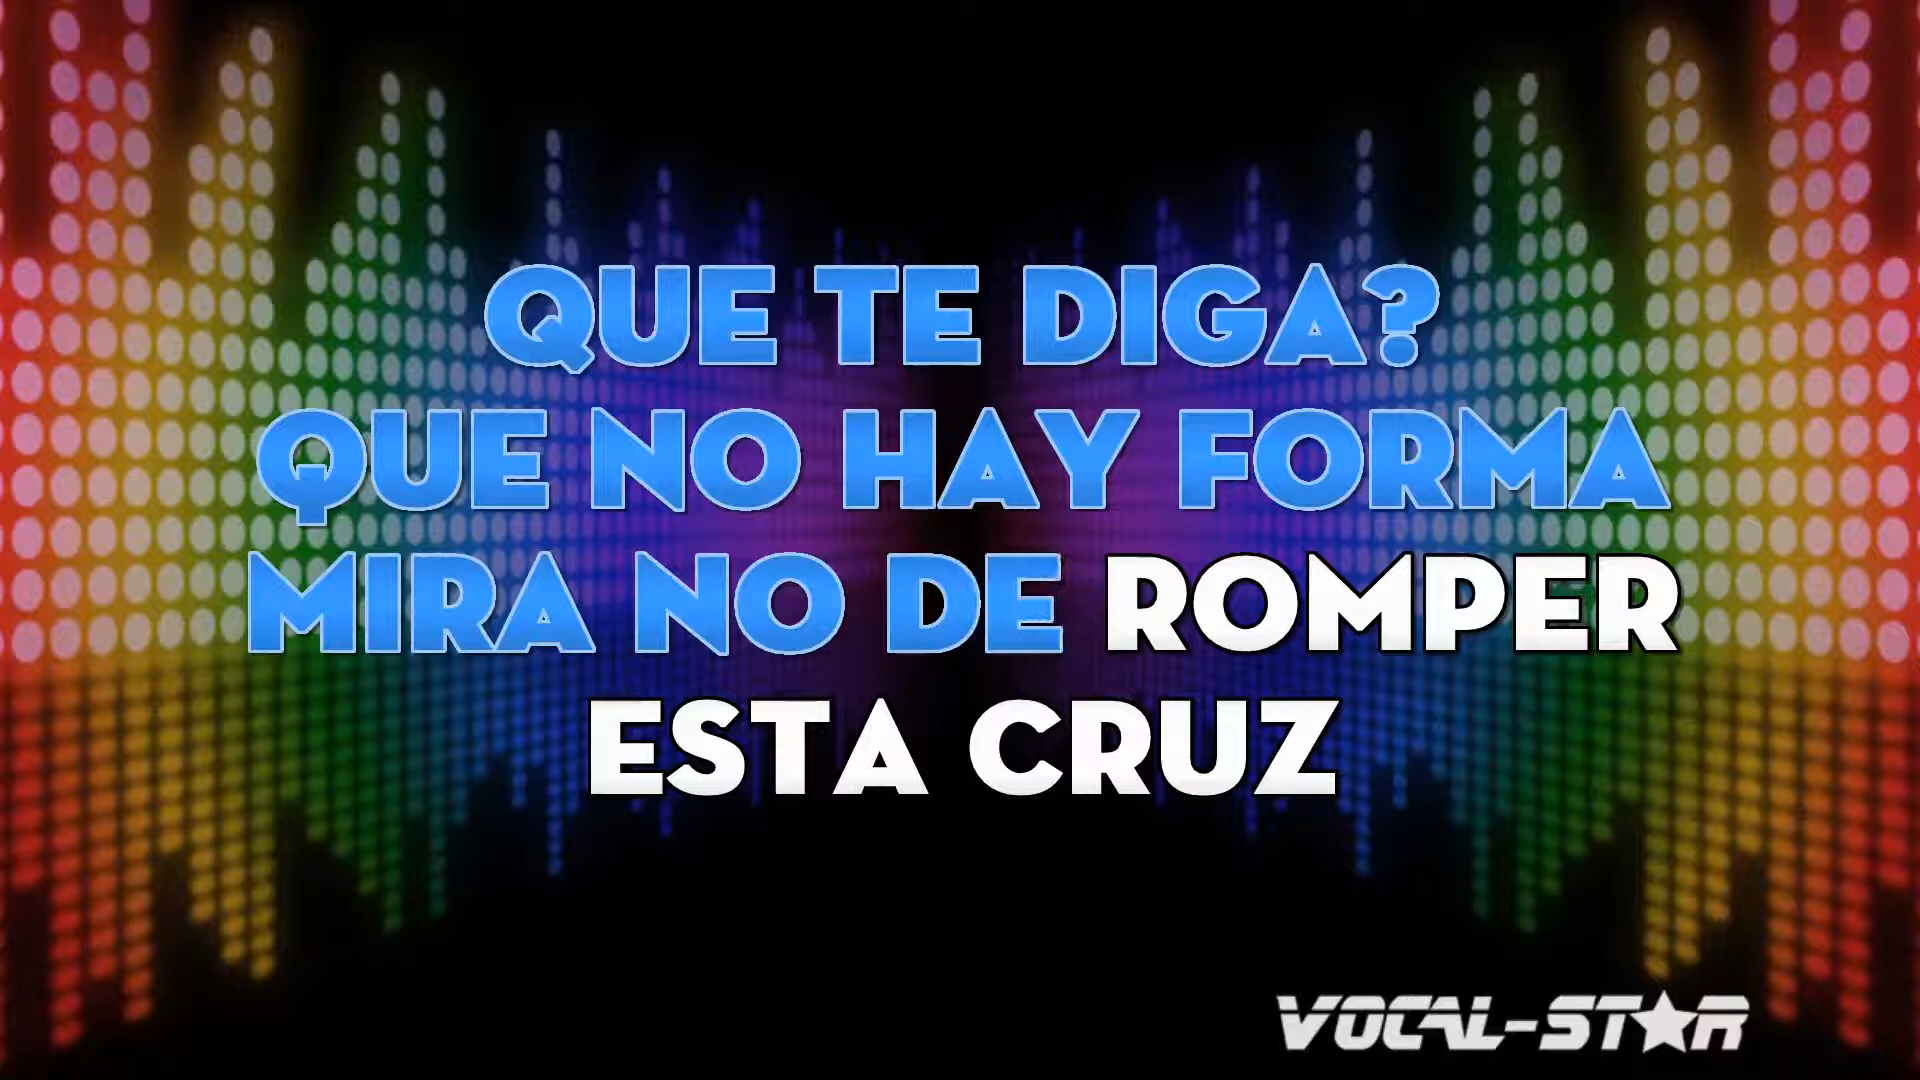 QUE TE DIGA?
QUE NO HAY FORMA
MIRA NO DE ROMPER
ESTA CRUZ
VOCAL-STAR